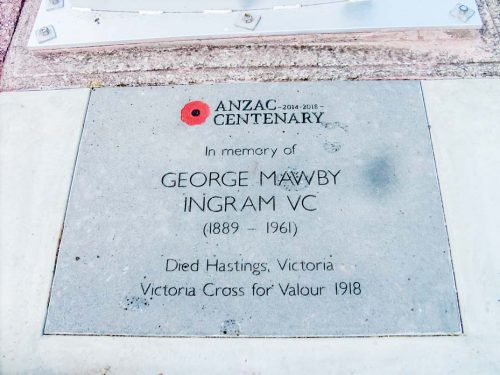 ANZAC -2014-2018-
CENTENARY
In memory of
GEORGE MAWBY
INGRAM VC
(1889 - 1961)
Died Hastings, Victoria
Victoria Cross for Valour 1918